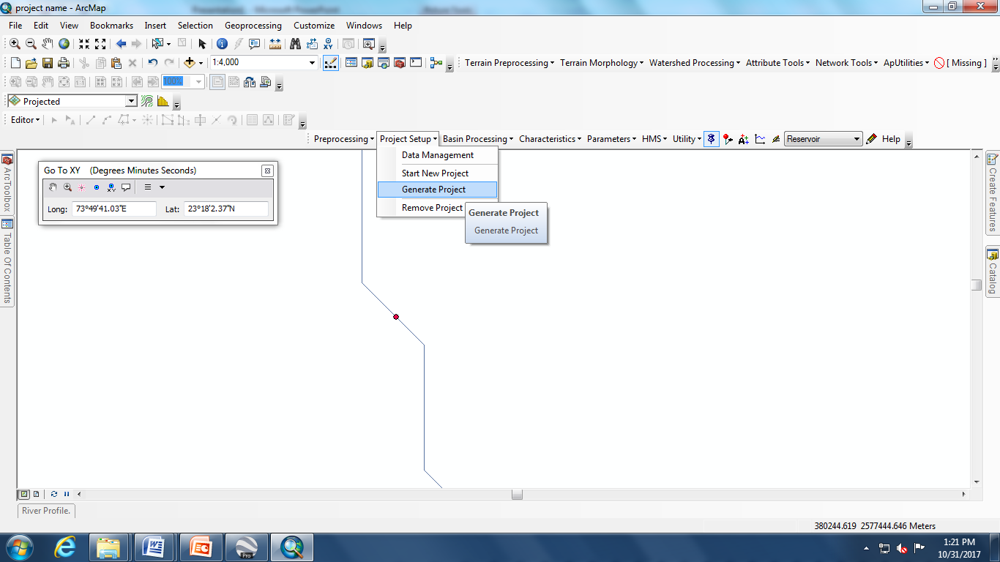 project name - ArcMap
File Edit View Bookmarks Insert Selection Geoprocessing Customize Windows Help
1:4,000 Terrain Preprocessing Terrain Morphology Watershed Processing Attribute Tools Network Tools ApUtilities [ Missing ]
100%
Projected
Editor
Preprocessing Project Setup Basin Processing Characteristics Parameters HMS Utility Reservoir Help
Data Management
Start New Project
Generate Project
Remove Project
Generate Project
Generate Project
Go To XY (Degrees Minutes Seconds)
Long: 73°49'41.03"E Lat: 23°18'2.37"N
ArcToolbox
Table Of Contents
Create Features
Catalog
River Profile.
380244.619 2577444.646 Meters
Pro
1:21 PM
10/31/2017